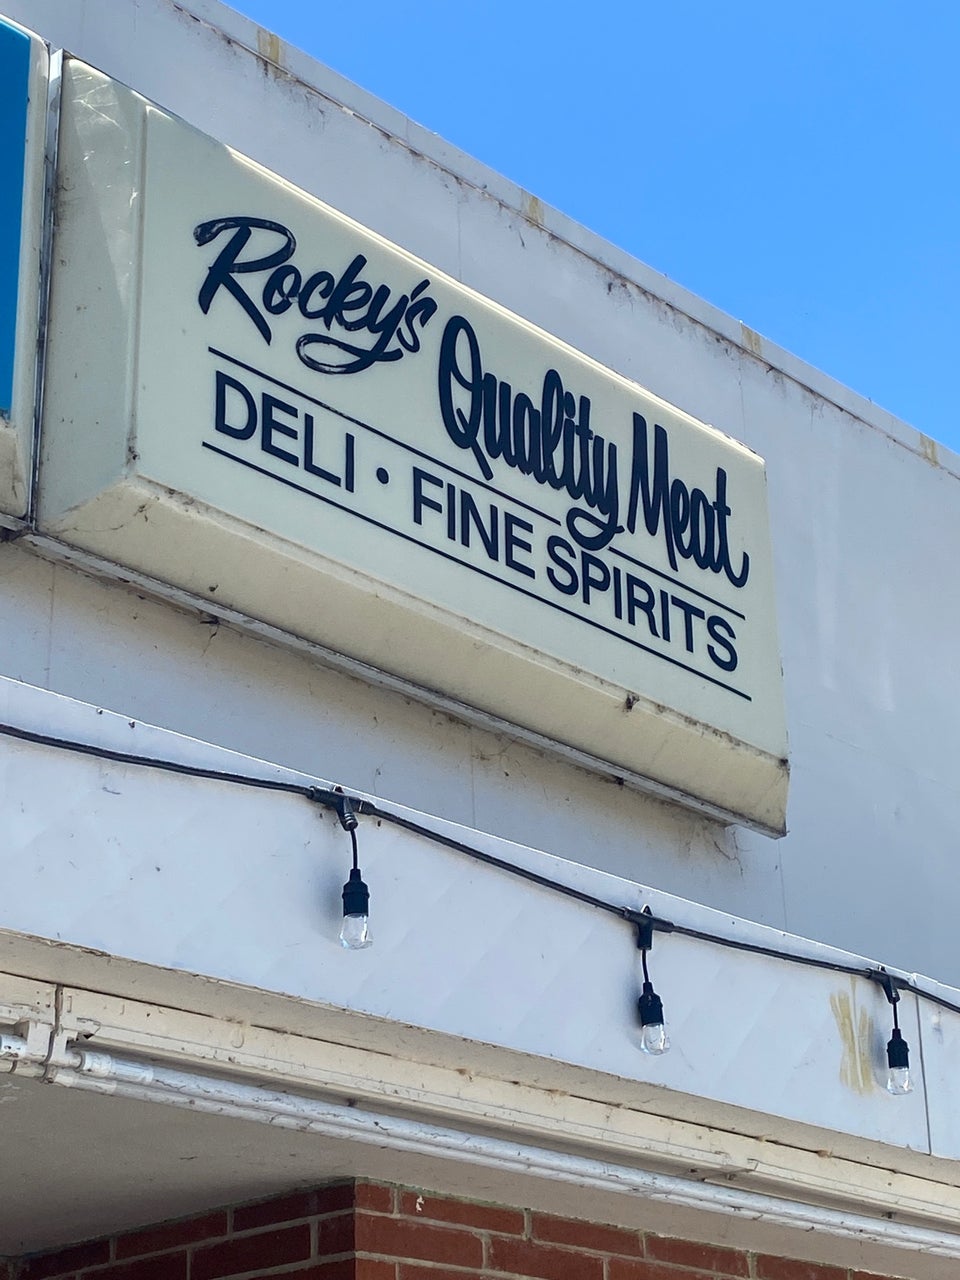 Rocky's Quality Meat
DELI • FINE SPIRITS